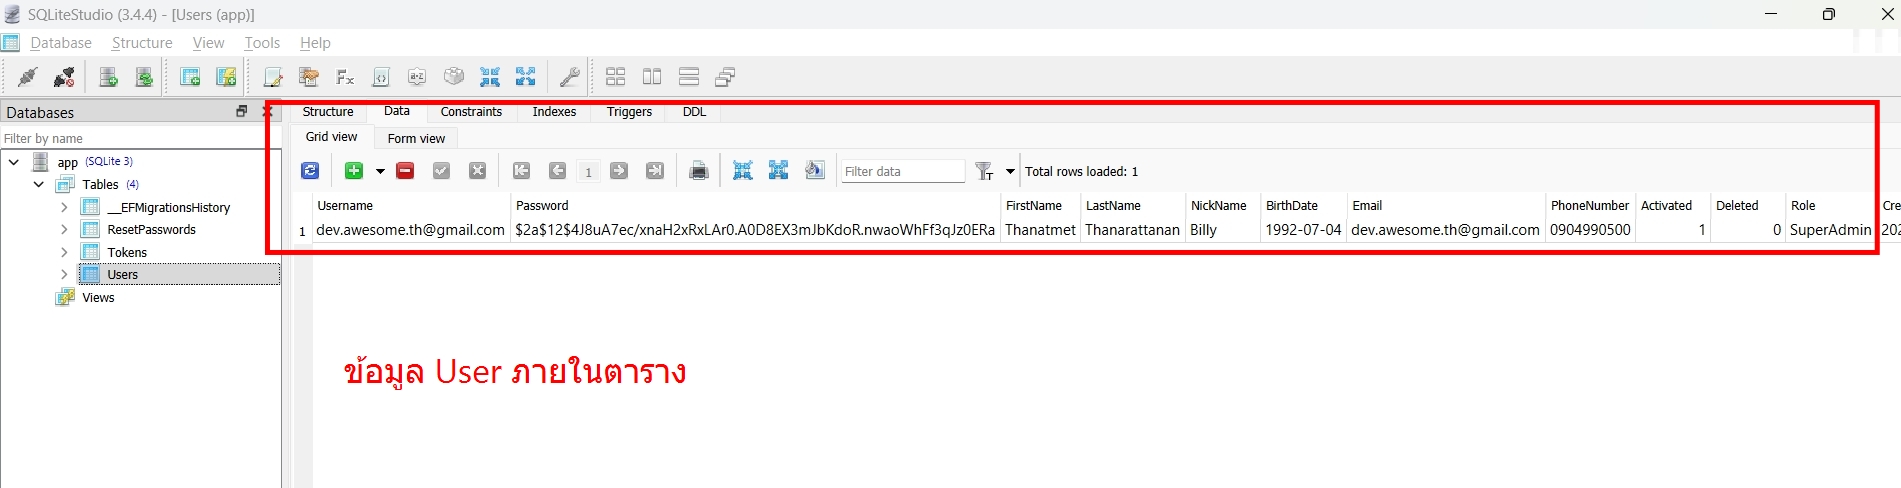 SQLiteStudio (3.4.4) - [Users (app)]
Database Structure View Tools Help
Databases
Filter by name
app (SQLite 3)
Tables (4)
__EFMigrationsHistory
ResetPasswords
Tokens
Users
Views
Structure Data Constraints Indexes Triggers DDL
Grid view Form view
1 Filter data Total rows loaded: 1
Username Password FirstName LastName NickName BirthDate Email PhoneNumber Activated Deleted Role Cre
1 dev.awesome.th@gmail.com $2a$12$4J8uA7ec/xnaH2xRxLAr0.A0D8EX3mJbKdoR.nwaoWhFf3qJz0ERa Thanatmet Thanarattanan Billy 1992-07-04 dev.awesome.th@gmail.com 0904990500 1 0 SuperAdmin 202
ข้อมูล User ภายในตาราง